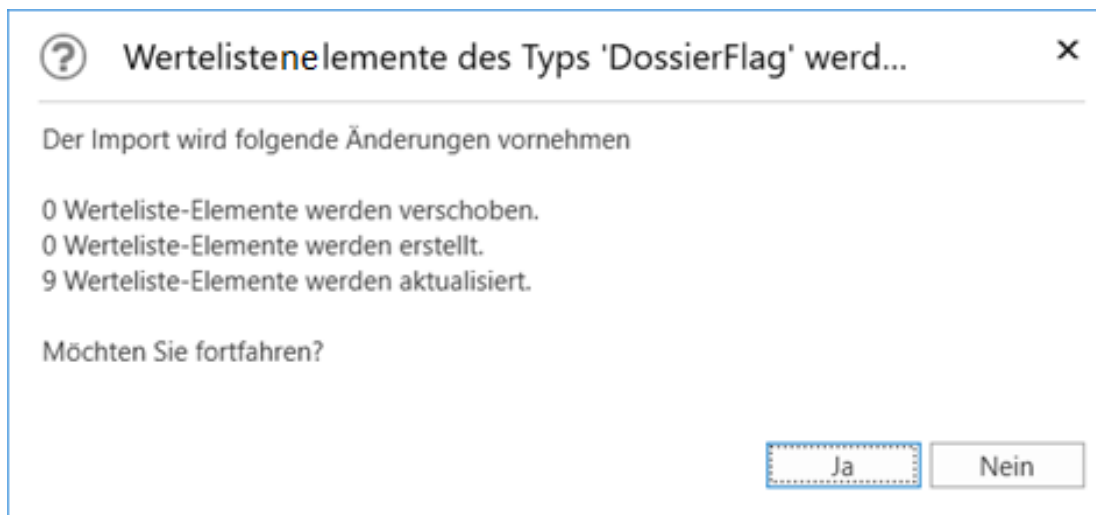 Wertelistenelemente des Typs 'DossierFlag' werd...
Der Import wird folgende Änderungen vornehmen
0 Werteliste-Elemente werden verschoben.
0 Werteliste-Elemente werden erstellt.
9 Werteliste-Elemente werden aktualisiert.
Möchten Sie fortfahren?
Ja
Nein